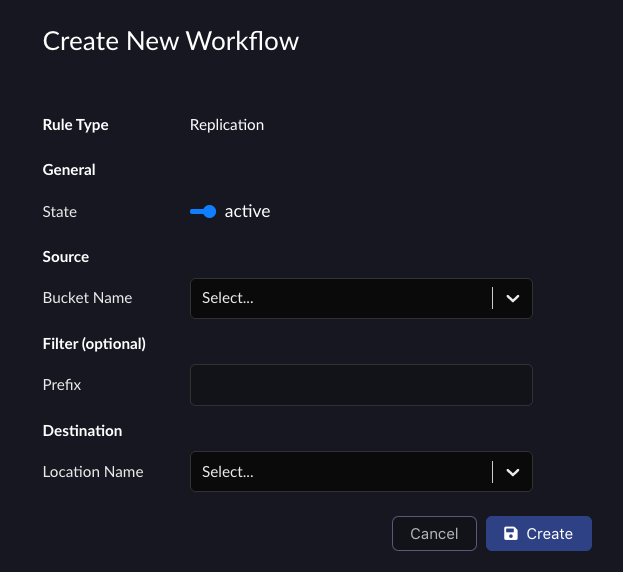 Create New Workflow
Rule Type Replication
General
State active
Source
Bucket Name Select...
Filter (optional)
Prefix
Destination
Location Name Select...
Cancel Create